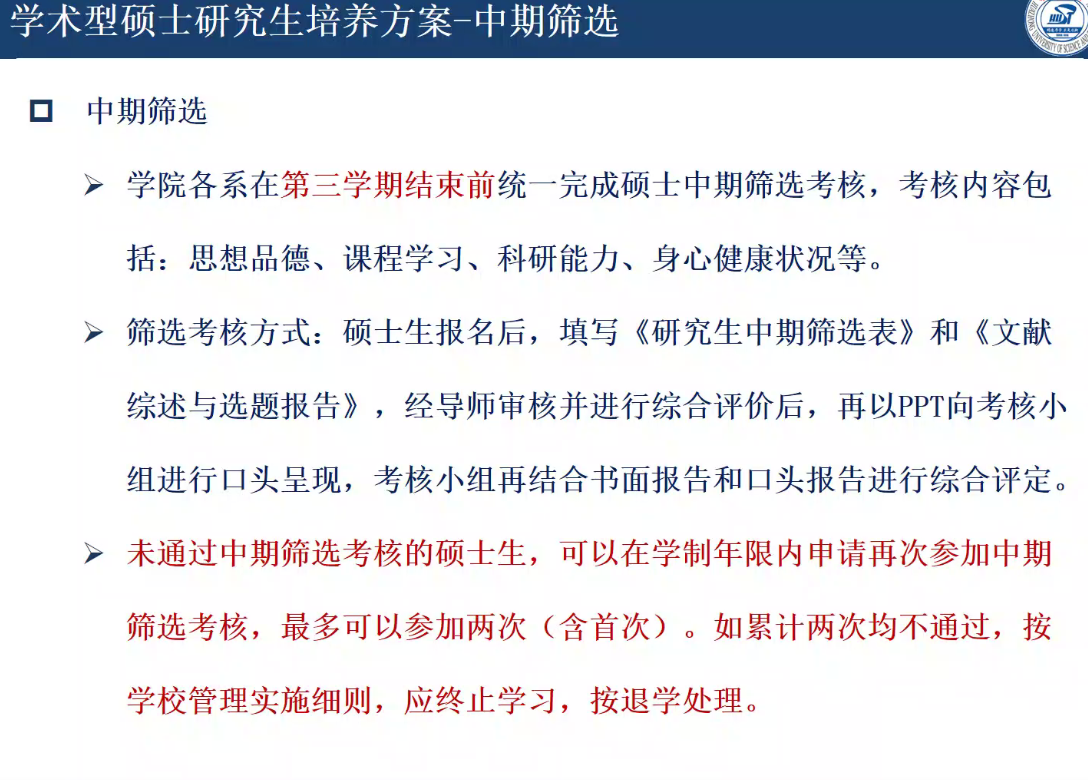 学术型硕士研究生培养方案-中期筛选
中期筛选
学院各系在第三学期结束前统一完成硕士中期筛选考核，考核内容包
括：思想品德、课程学习、科研能力、身心健康状况等。
筛选考核方式：硕士生报名后，填写《研究生中期筛选表》和《文献
综述与选题报告》，经导师审核并进行综合评价后，再以PPT向考核小
组进行口头呈现，考核小组再结合书面报告和口头报告进行综合评定。
未通过中期筛选考核的硕士生，可以在学制年限内申请再次参加中期
筛选考核，最多可以参加两次（含首次）。如累计两次均不通过，按
学校管理实施细则，应终止学习，按退学处理。